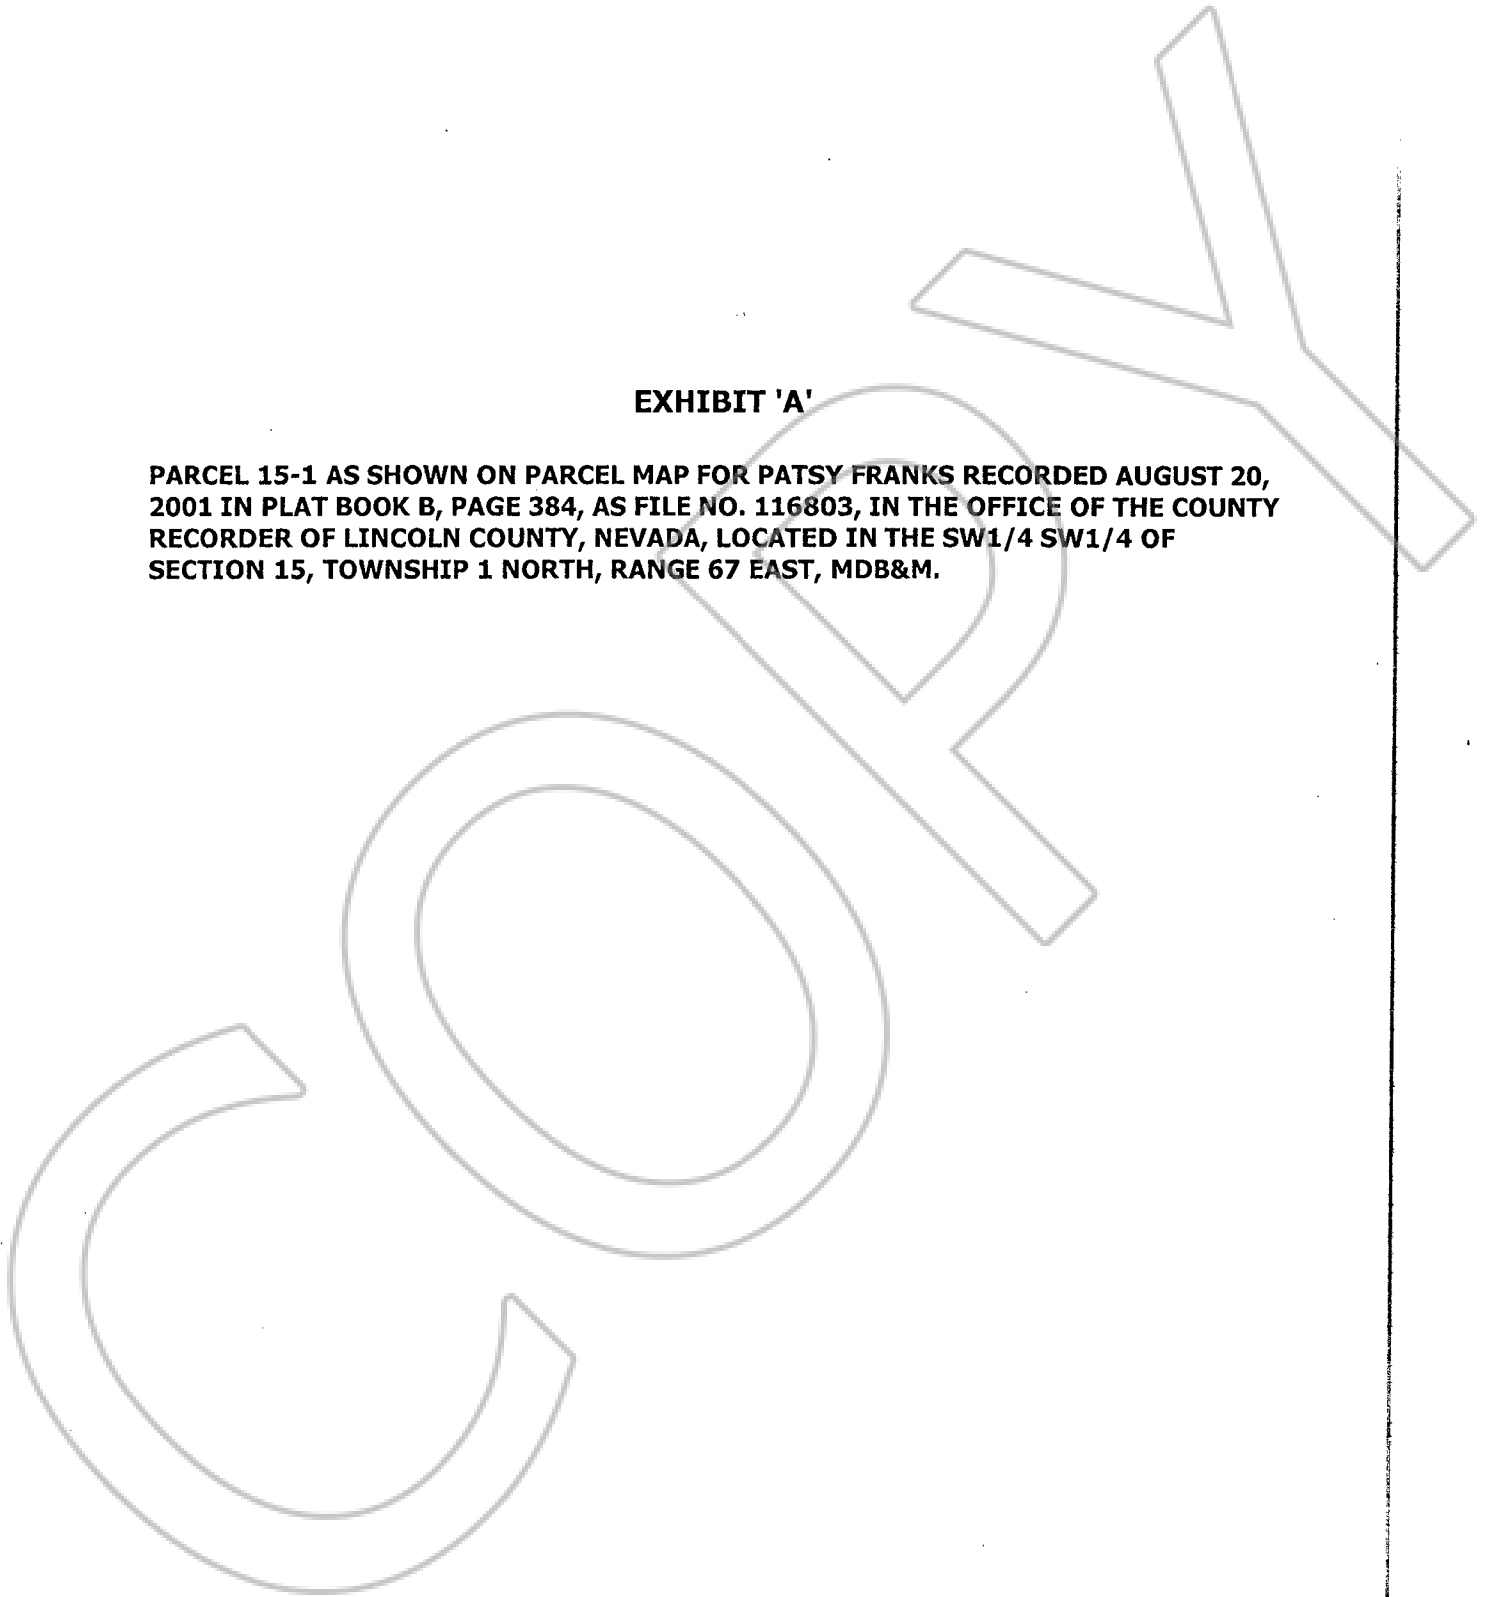 EXHIBIT 'A'
PARCEL 15-1 AS SHOWN ON PARCEL MAP FOR PATSY FRANKS RECORDED AUGUST 20,
2001 IN PLAT BOOK B, PAGE 384, AS FILE NO. 116803, IN THE OFFICE OF THE COUNTY
RECORDER OF LINCOLN COUNTY, NEVADA, LOCATED IN THE SW1/4 SW1/4 OF
SECTION 15, TOWNSHIP 1 NORTH, RANGE 67 EAST, MDB&M.
COPY